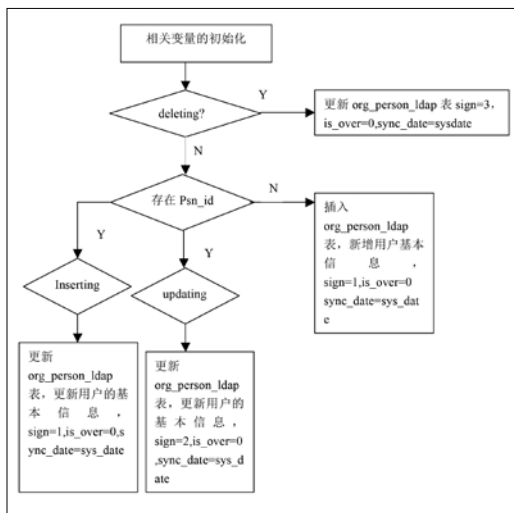 相关变量的初始化
deleting?
Y
更新 org_person_ldap 表 sign=3，
is_over=0,sync_date=sysdate
N
存在 Psn_id
N
插入
org_person_ldap
表，新增用户基本
信息，
sign=1,is_over=0
sync_date=sys_dat
e
Y
Y
Inserting
updating
更新
org_person_ldap
表，更新用户的基
本信息，
sign=1,is_over=0,s
ync_date=sys_date
更新
org_person_ldap
表，更新用户的
基本信息，
sign=2,is_over=0
,sync_date=sys_d
ate